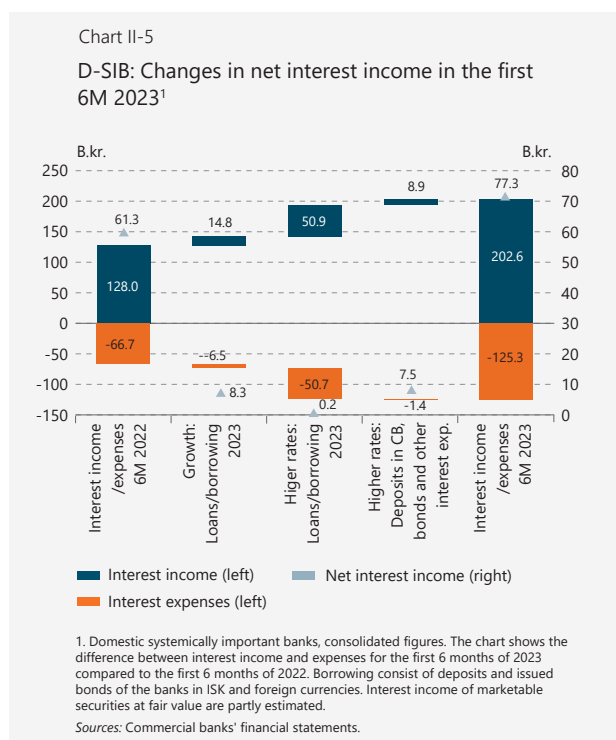 Chart II-5
D-SIB: Changes in net interest income in the first
6M 2023¹
B.kr.
B.kr.
250
200
150
100
50
0
-50
-100
-150
80
70
60
50
40
30
20
10
0
61.3
14.8
50.9
8.9
77.3
128.0
202.6
-66.7
--6.5
8.3
-50.7
0.2
7.5
-1.4
-125.3
Interest income
/expenses
6M 2022
Growth:
Loans/borrowing
2023
Higer rates:
Loans/borrowing
2023
Higher rates:
Deposits in CB,
bonds and other
interest exp.
Interest income
/expenses
6M 2023
Interest income (left)
Net interest income (right)
Interest expenses (left)
1. Domestic systemically important banks, consolidated figures. The chart shows the
difference between interest income and expenses for the first 6 months of 2023
compared to the first 6 months of 2022. Borrowing consist of deposits and issued
bonds of the banks in ISK and foreign currencies. Interest income of marketable
securities at fair value are partly estimated.
Sources: Commercial banks' financial statements.